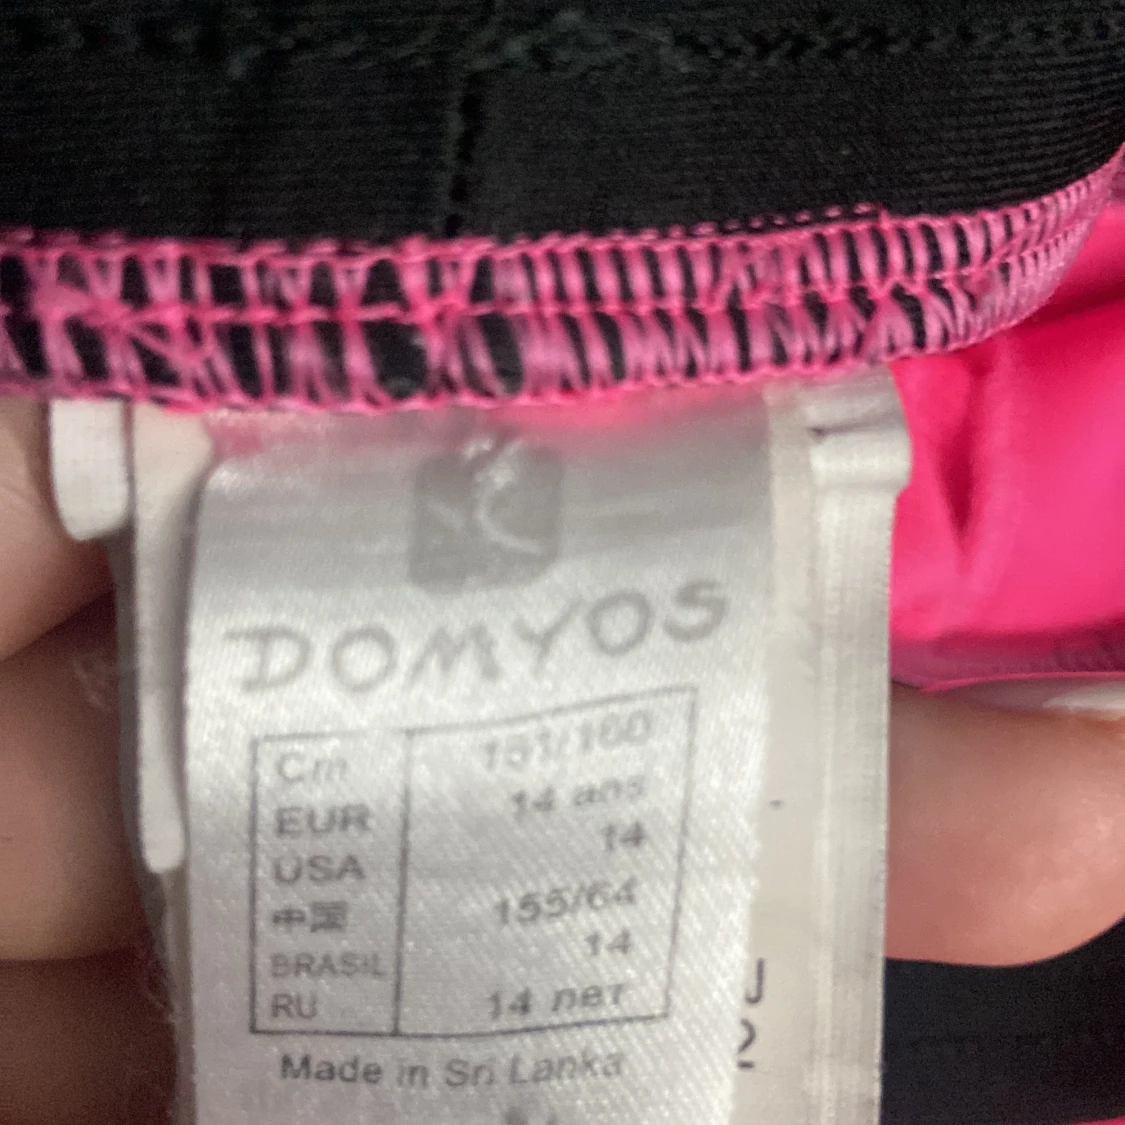 DOMYOS
Cm 151/160
EUR 14 ans
USA 14
中国 155/64
BRASIL 14
RU 14 лет
Made in Sri Lanka
J
2